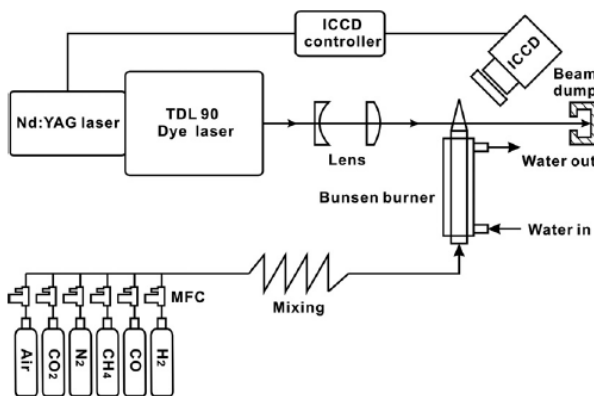 ICCD
controller
ICCD
Beam
dump
Nd:YAG laser
TDL 90
Dye laser
Lens
Water out
Bunsen burner
Water in
MFC
Mixing
Air
CO2
N2
CH4
CO
H2